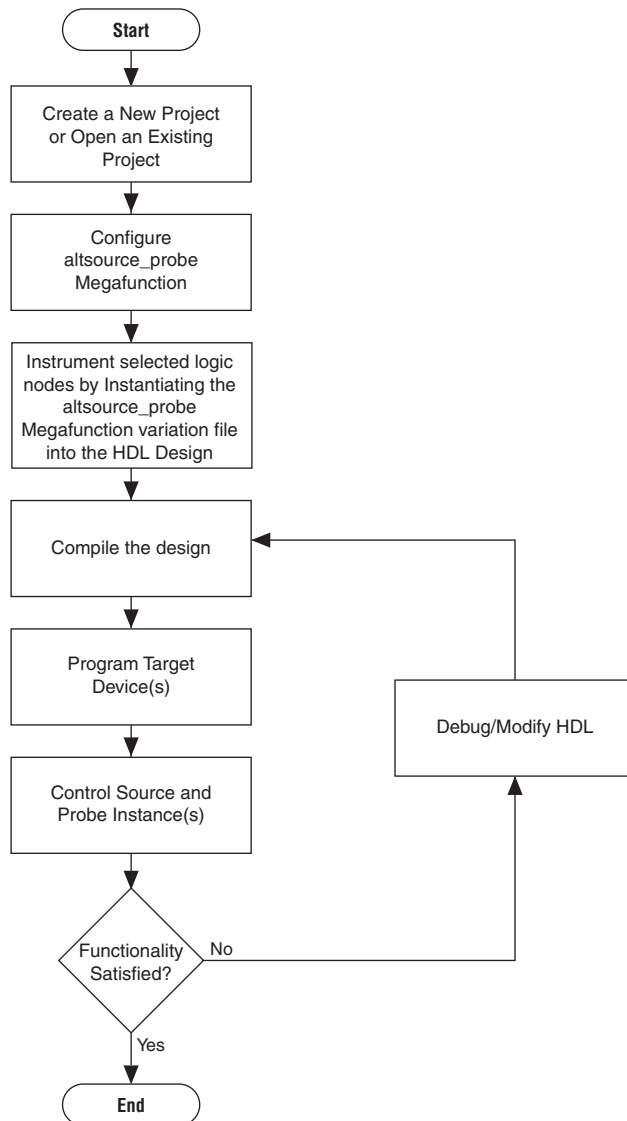 Start
Create a New Project
or Open an Existing
Project
Configure
altsource_probe
Megafunction
Instrument selected logic
nodes by Instantiating the
altsource_probe
Megafunction variation file
into the HDL Design
Compile the design
Program Target
Device(s)
Debug/Modify HDL
Control Source and
Probe Instance(s)
Functionality
Satisfied?
No
Yes
End